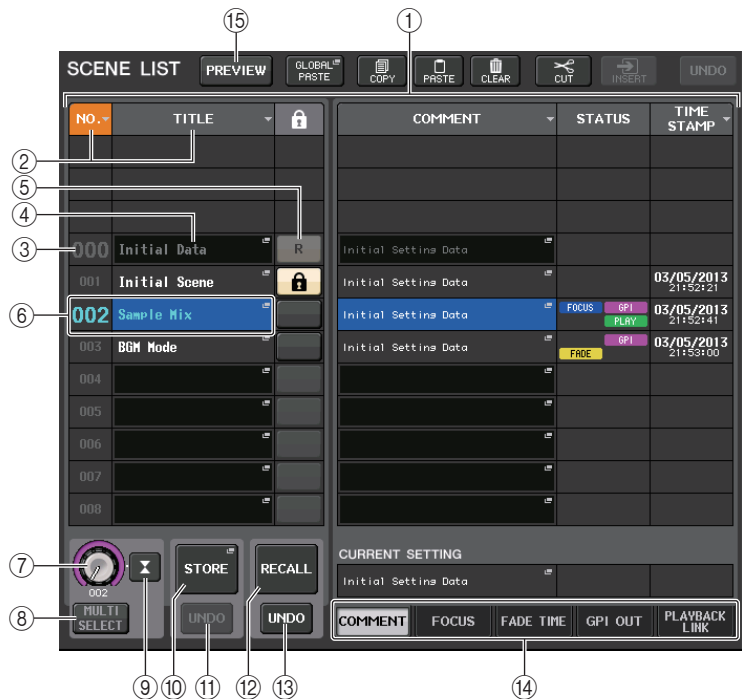 ⑮ ①
SCENE LIST PREVIEW GLOBAL PASTE COPY PASTE CLEAR CUT INSERT UNDO
NO. TITLE COMMENT STATUS TIME STAMP
②
⑤
④
③ 000 Initial Data R Initial Setting Data
001 Initial Scene Initial Setting Data 03/05/2013 21:52:21
⑥ 002 Sample Mix Initial Setting Data FOCUS GPI PLAY 03/05/2013 21:52:41
003 BGM Mode Initial Setting Data GPI FADE 03/05/2013 21:53:00
004
005
006
007
008
CURRENT SETTING
⑦ 002 STORE RECALL Initial Setting Data
⑧ MULTI SELECT UNDO UNDO COMMENT FOCUS FADE TIME GPI OUT PLAYBACK LINK
⑨ ⑩ ⑪ ⑫ ⑬ ⑭